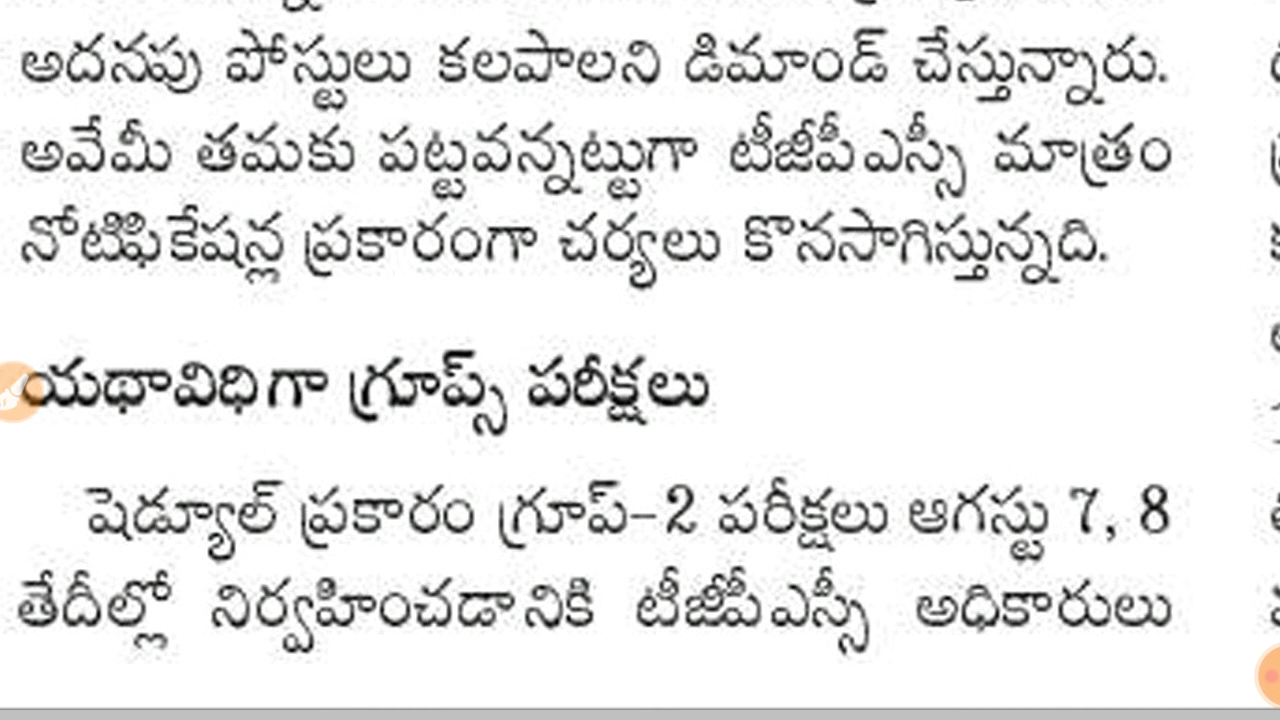 అదనపు పోస్టులు కలపాలని డిమాండ్ చేస్తున్నారు.
అవేమీ తమకు పట్టవన్నట్టుగా టీజీపీఎస్సీ మాత్రం
నోటిఫికేషన్ల ప్రకారంగా చర్యలు కొనసాగిస్తున్నది.
యథావిధిగా గ్రూప్స్ పరీక్షలు
షెడ్యూల్ ప్రకారం గ్రూప్-2 పరీక్షలు ఆగస్టు 7, 8
తేదీల్లో నిర్వహించడానికి టీజీపీఎస్సీ అధికారులు